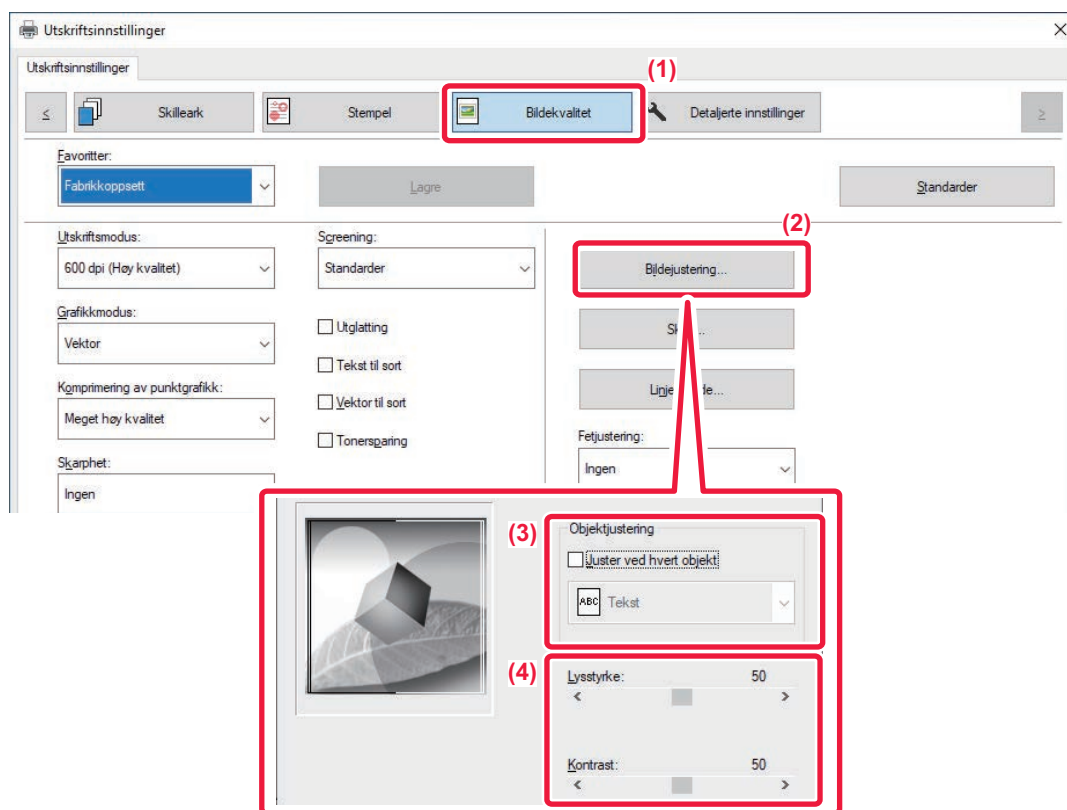 Utskriftsinnstillinger
Utskriftsinnstillinger
(1)
< Skilleark Stempel Bildekvalitet Detaljerte innstillinger >
Favoritter:
Fabrikkoppsett Lagre Standarder
(2)
Utskriftsmodus: Screening:
600 dpi (Høy kvalitet) Standarder Bildejustering...
Grafikkmodus:
Vektor Utglatting
Tekst til sort
Komprimering av punktgrafikk:
Meget høy kvalitet Vektor til sort
Tonersparing Fetjustering:
Skarphet:
Ingen Ingen
(3) Objektjustering
Juster ved hvert objekt
ABC Tekst
(4) Lysstyrke: 50
< >
Kontrast: 50
< >